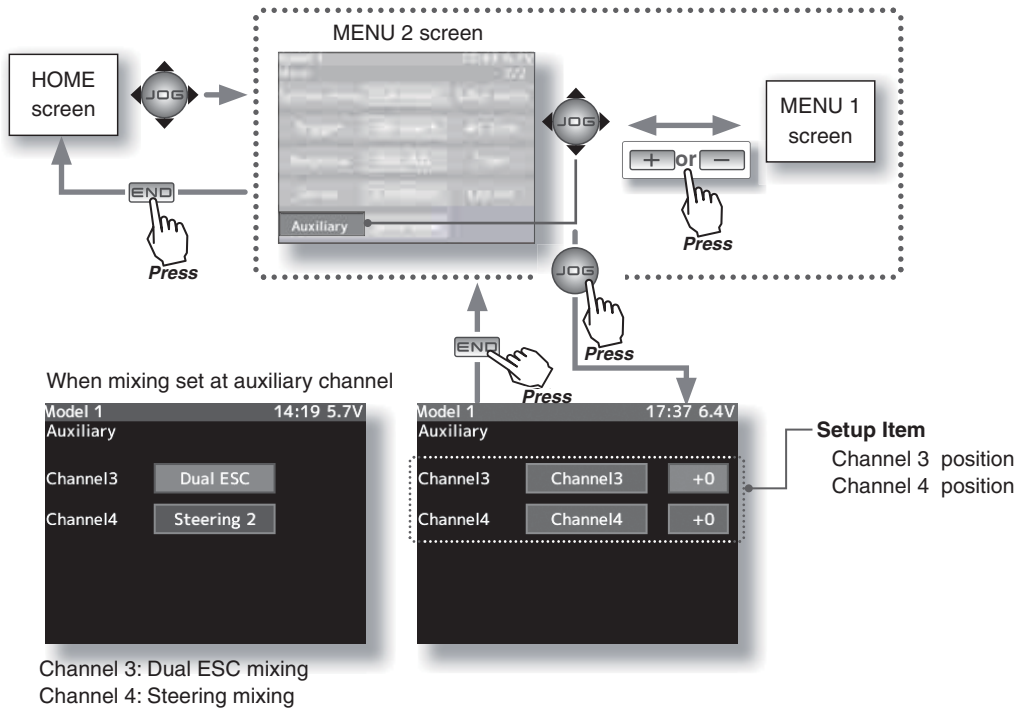 MENU 2 screen
HOME
screen
JOG
JOG
MENU 1
screen
+ or −
Press
END
Press
Auxiliary
JOG
Press
END
Press
When mixing set at auxiliary channel
Model 1 14:19 5.7V
Auxiliary
Channel3 Dual ESC
Channel4 Steering 2
Channel 3: Dual ESC mixing
Channel 4: Steering mixing
Model 1 17:37 6.4V
Auxiliary
Channel3 Channel3 +0
Channel4 Channel4 +0
Setup Item
Channel 3 position
Channel 4 position